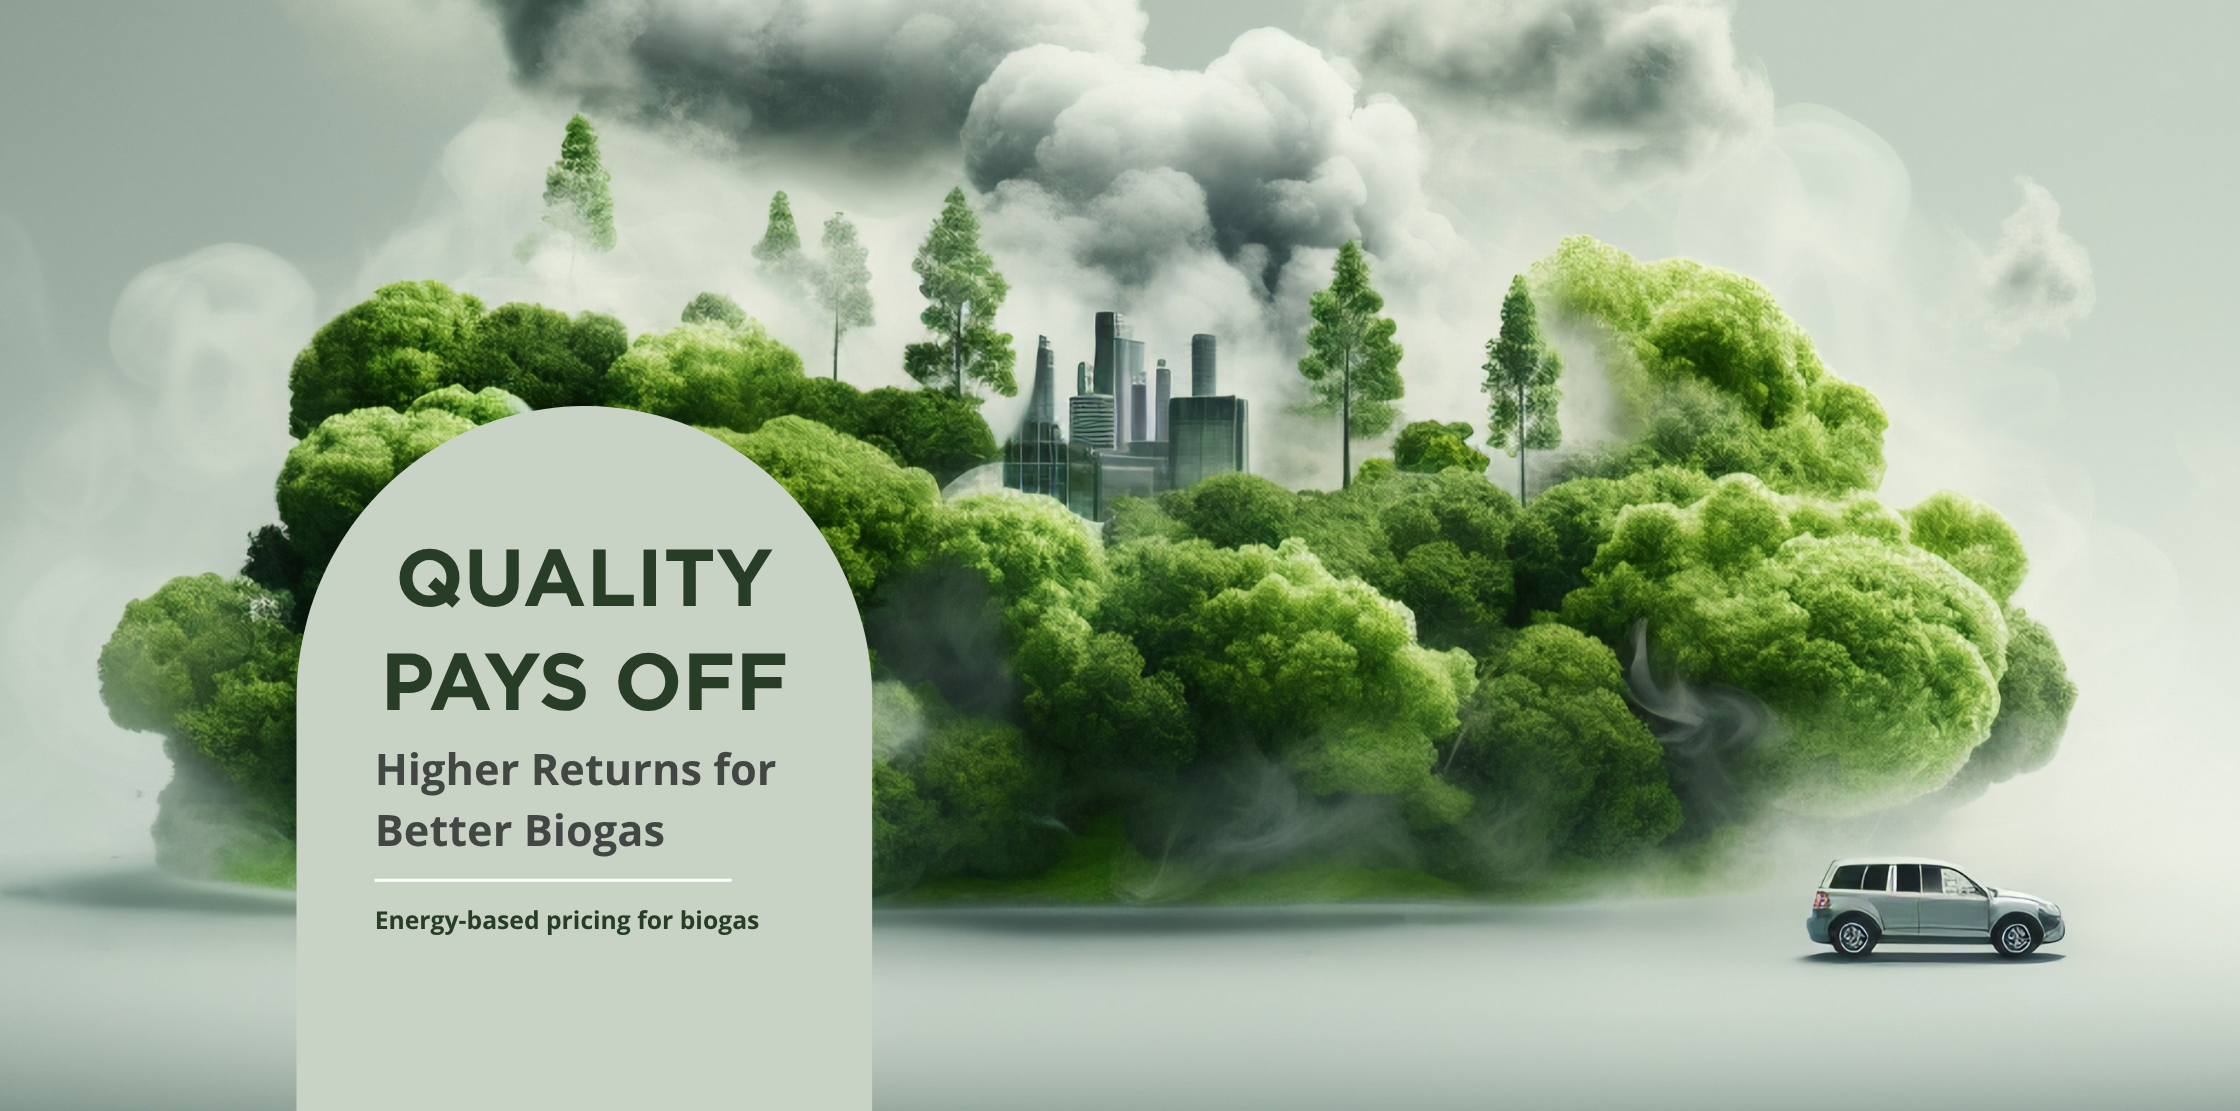 QUALITY
PAYS OFF
Higher Returns for
Better Biogas
Energy-based pricing for biogas